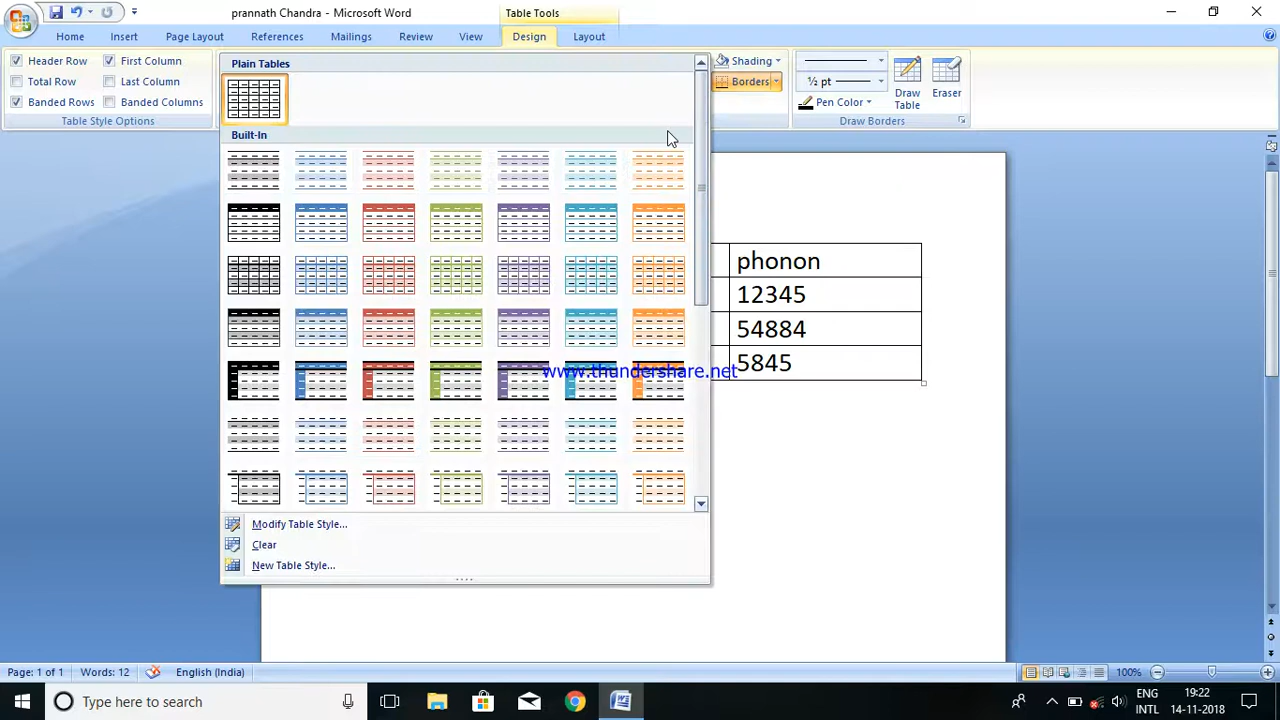 prannath Chandra - Microsoft Word
Table Tools
Home Insert Page Layout References Mailings Review View Design Layout
Header Row First Column
Total Row Last Column
Banded Rows Banded Columns
Table Style Options
Plain Tables
Built-In
Modify Table Style...
Clear
New Table Style...
Shading
Borders
½ pt
Pen Color
Draw Table
Eraser
Draw Borders
phonon
12345
54884
5845
www.thundershare.net
Page: 1 of 1 Words: 12 English (India) 100%
Type here to search
ENG
INTL
19:22
14-11-2018